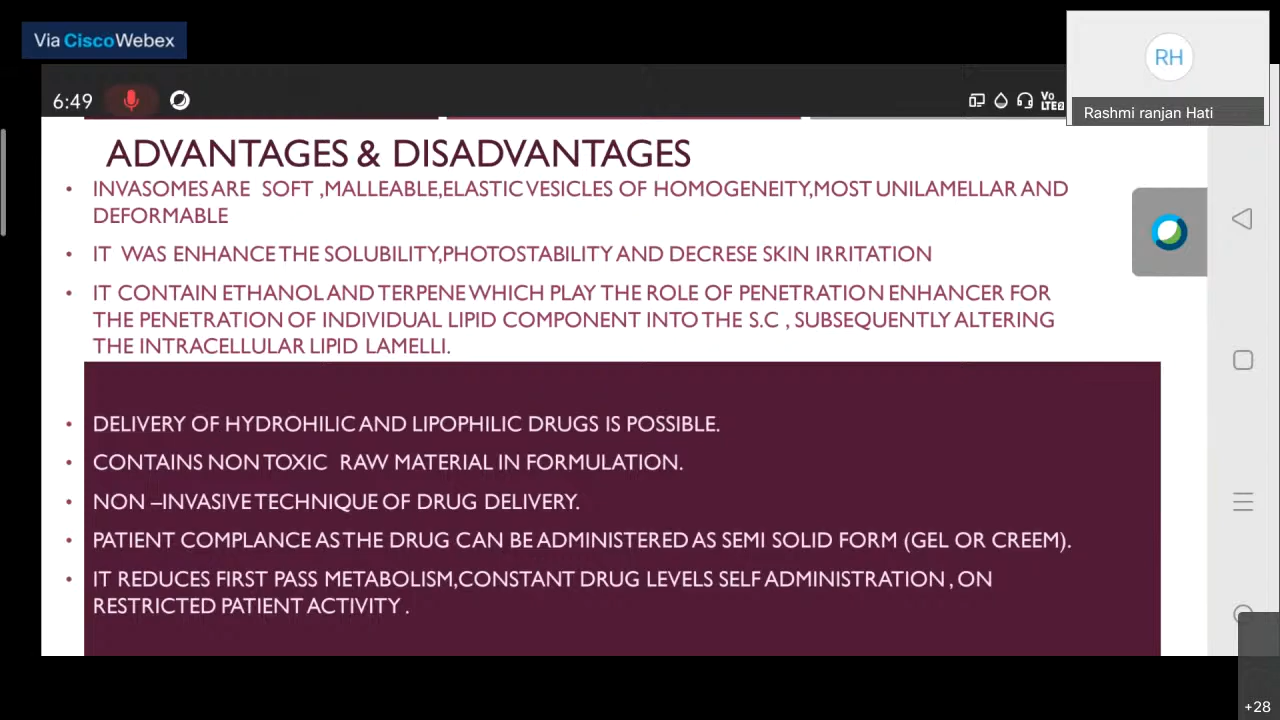 Via Cisco Webex
RH
Rashmi ranjan Hati
6:49
Vo
LTE2
ADVANTAGES & DISADVANTAGES
• INVASOMES ARE SOFT ,MALLEABLE,ELASTIC VESICLES OF HOMOGENEITY,MOST UNILAMELLAR AND
DEFORMABLE
• IT WAS ENHANCE THE SOLUBILITY,PHOTOSTABILITY AND DECRESE SKIN IRRITATION
• IT CONTAIN ETHANOL AND TERPENE WHICH PLAY THE ROLE OF PENETRATION ENHANCER FOR
THE PENETRATION OF INDIVIDUAL LIPID COMPONENT INTO THE S.C , SUBSEQUENTLY ALTERING
THE INTRACELLULAR LIPID LAMELLI.
• DELIVERY OF HYDROHILIC AND LIPOPHILIC DRUGS IS POSSIBLE.
• CONTAINS NON TOXIC RAW MATERIAL IN FORMULATION.
• NON –INVASIVE TECHNIQUE OF DRUG DELIVERY.
• PATIENT COMPLANCE AS THE DRUG CAN BE ADMINISTERED AS SEMI SOLID FORM (GEL OR CREEM).
• IT REDUCES FIRST PASS METABOLISM,CONSTANT DRUG LEVELS SELF ADMINISTRATION , ON
RESTRICTED PATIENT ACTIVITY .
+28